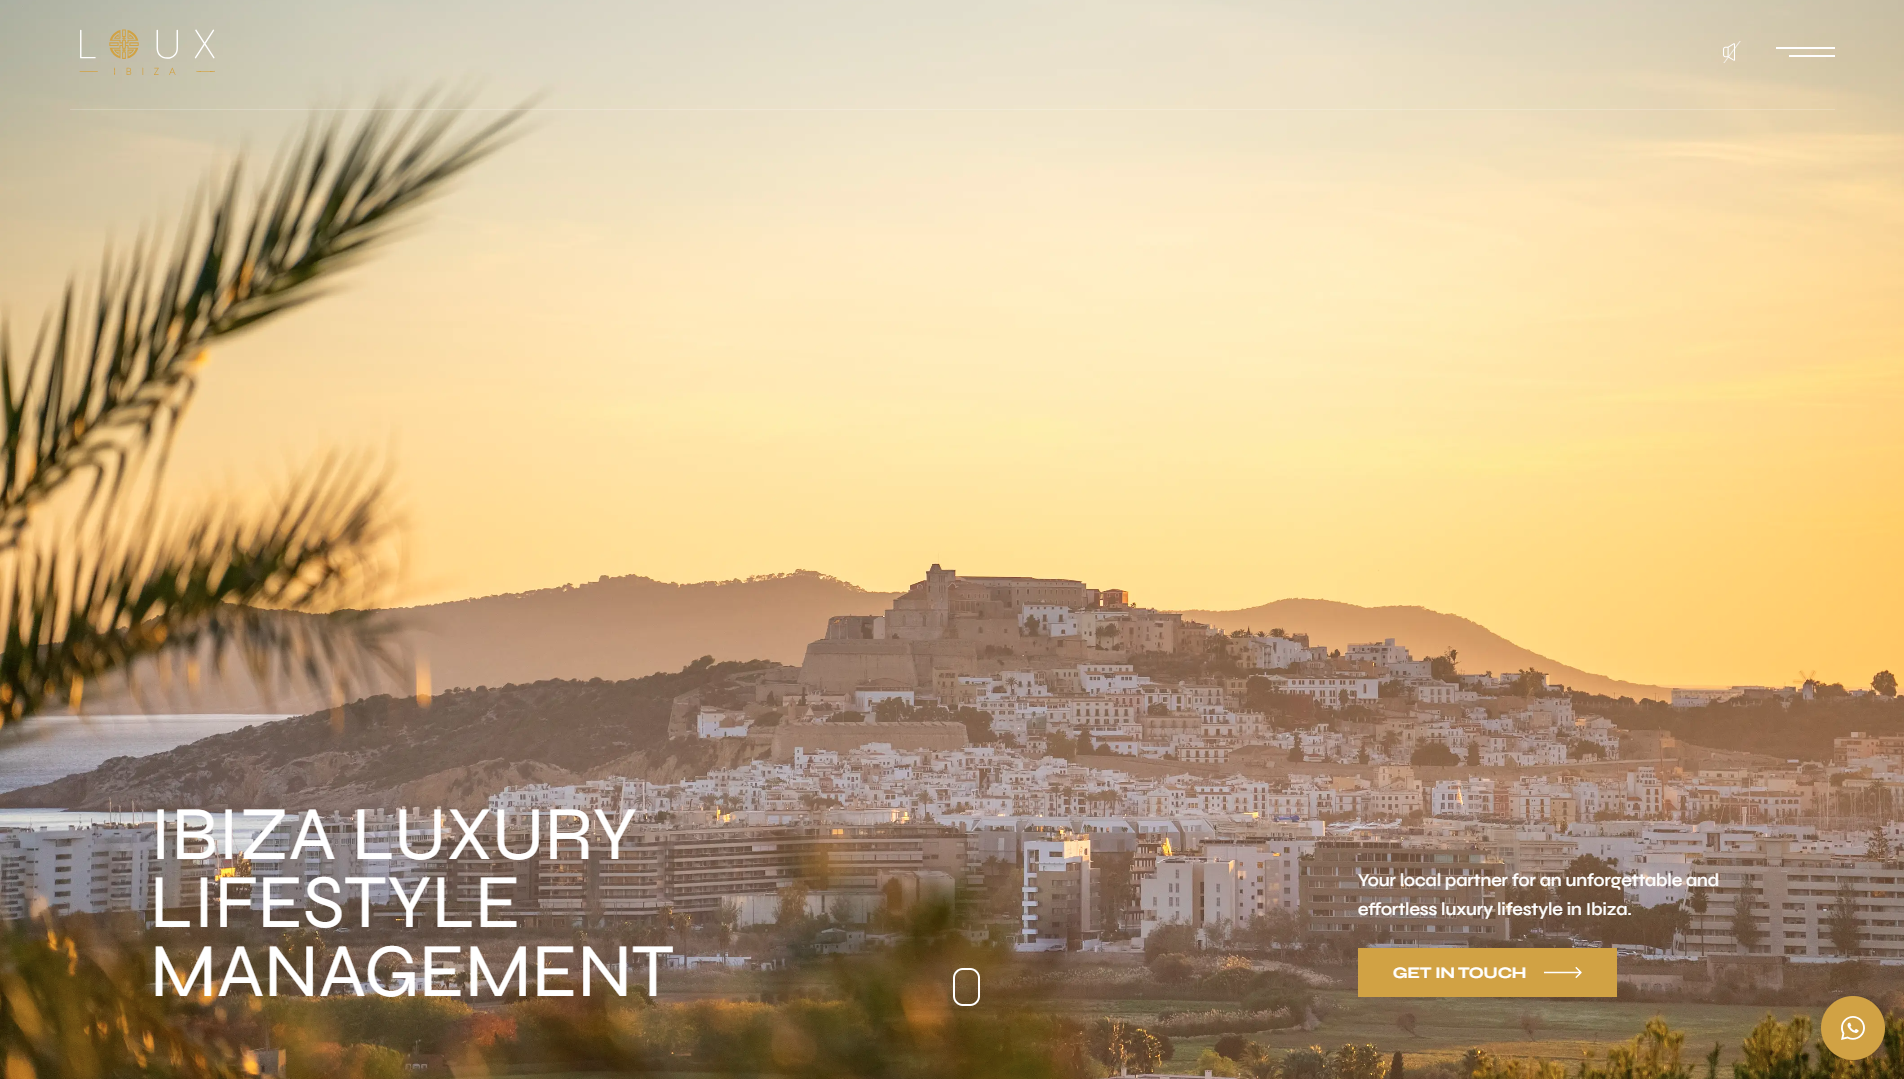 LOUX
IBIZA
IBIZA LUXURY
LIFESTYLE
MANAGEMENT
Your local partner for an unforgettable and
effortless luxury lifestyle in Ibiza.
GET IN TOUCH